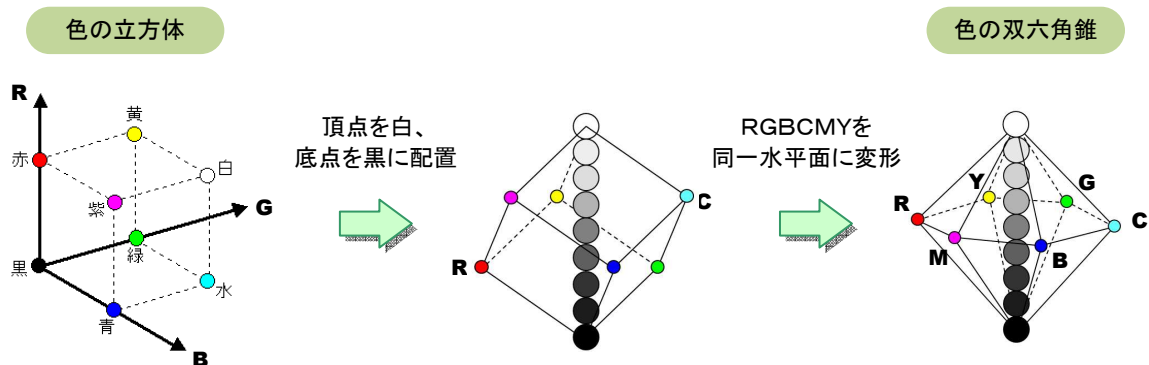 色の立方体
R
黄
赤
白
紫
G
黒
緑
水
青
B
頂点を白、
底点を黒に配置
C
R
RGBCMYを
同一水平面に変形
色の双六角錐
Y
G
R
C
M
B